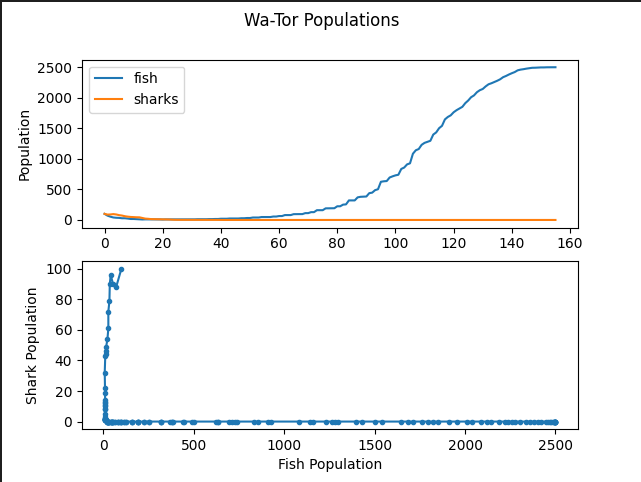 Wa-Tor Populations
2500
2000
1500
1000
500
0
Population
fish
sharks
0 20 40 60 80 100 120 140 160
100
80
60
40
20
0
Shark Population
0 500 1000 1500 2000 2500
Fish Population